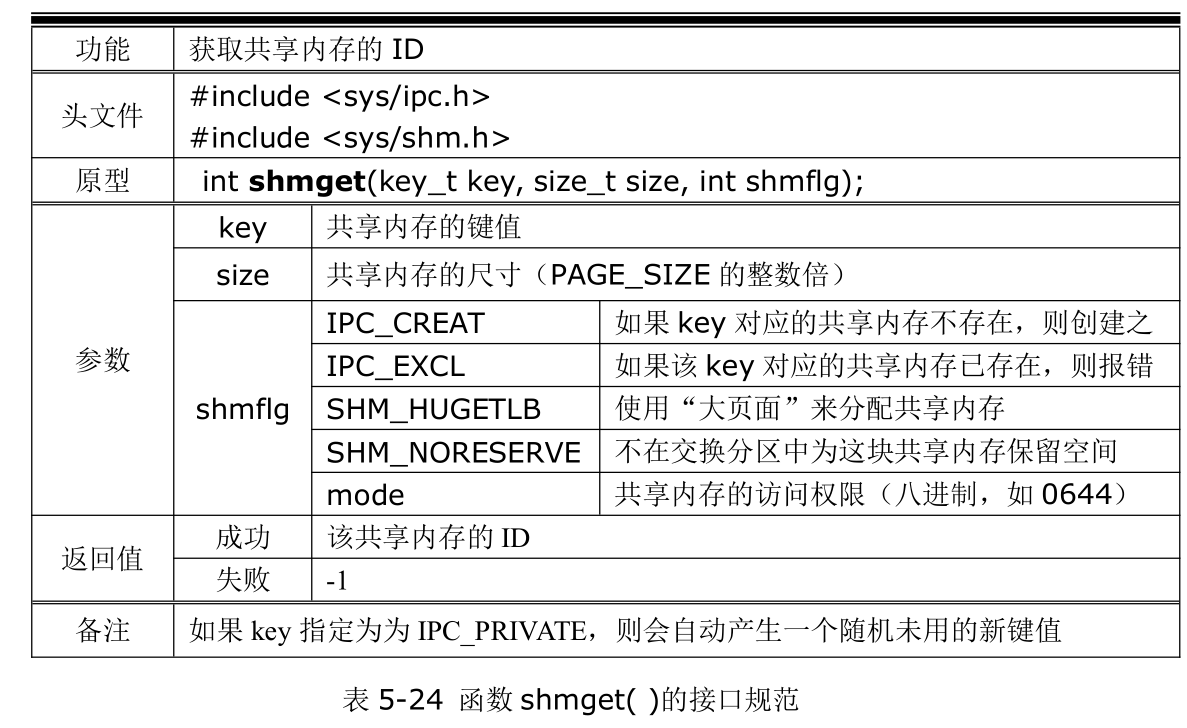 功能 获取共享内存的 ID
头文件 #include <sys/ipc.h>
#include <sys/shm.h>
原型 int shmget(key_t key, size_t size, int shmflg);
参数 key 共享内存的键值
size 共享内存的尺寸（PAGE_SIZE 的整数倍）
shmflg IPC_CREAT 如果 key 对应的共享内存不存在，则创建之
IPC_EXCL 如果该 key 对应的共享内存已存在，则报错
SHM_HUGETLB 使用“大页面”来分配共享内存
SHM_NORESERVE 不在交换分区中为这块共享内存保留空间
mode 共享内存的访问权限（八进制，如 0644）
返回值 成功 该共享内存的 ID
失败 -1
备注 如果 key 指定为为 IPC_PRIVATE，则会自动产生一个随机未用的新键值
表 5-24 函数 shmget( )的接口规范